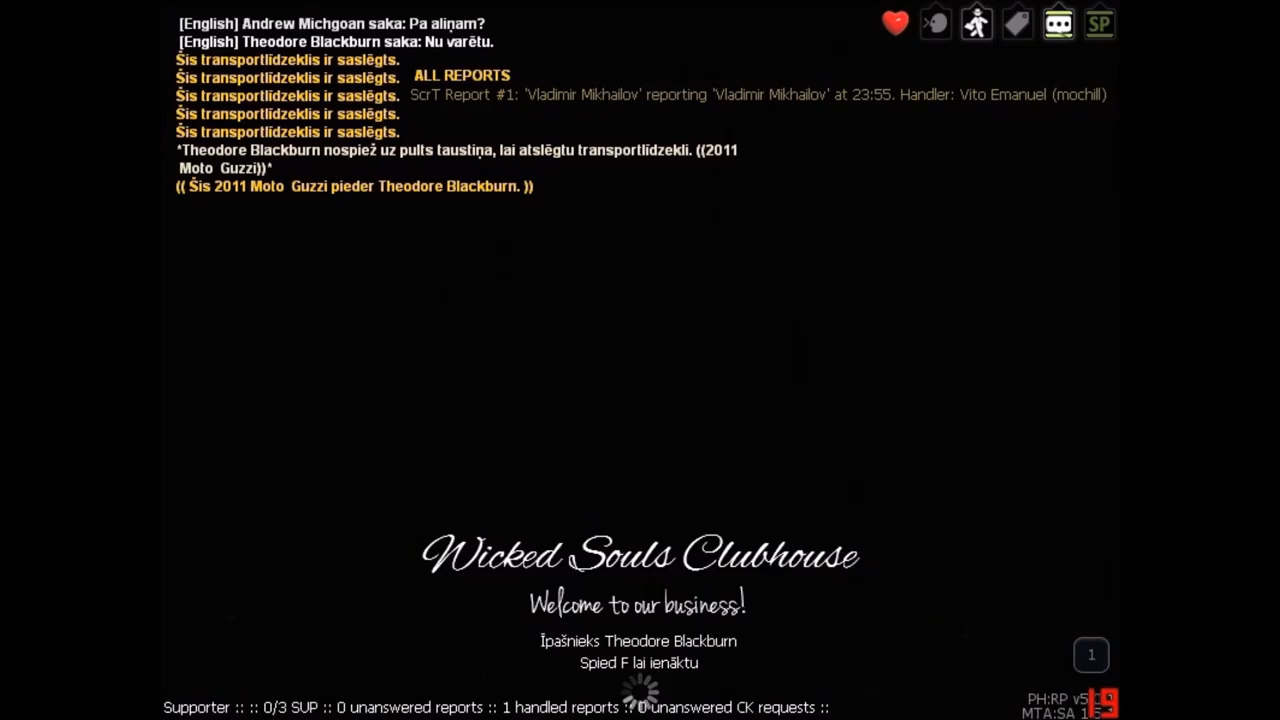 [English] Andrew Michgoan saka: Pa aliņam?
[English] Theodore Blackburn saka: Nu varētu.
Šis transportlīdzeklis ir saslēgts.
Šis transportlīdzeklis ir saslēgts.
Šis transportlīdzeklis ir saslēgts.
Šis transportlīdzeklis ir saslēgts.
Šis transportlīdzeklis ir saslēgts.
*Theodore Blackburn nospiež uz pults taustiņa, lai atslēgtu transportlīdzekli. ((2011
Moto Guzzi))*
(( Šis 2011 Moto Guzzi pieder Theodore Blackburn. ))
ALL REPORTS
ScrT Report #1: 'Vladimir Mikhailov' reporting 'Vladimir Mikhailov' at 23:55. Handler: Vito Emanuel (mochill)
SP
Wicked Souls Clubhouse
Welcome to our business!
Īpašnieks Theodore Blackburn
Spied F lai ienāktu
1
Supporter :: :: 0/3 SUP :: 0 unanswered reports :: 1 handled reports :: 0 unanswered CK requests ::
PH:RP
MTA:SA
19